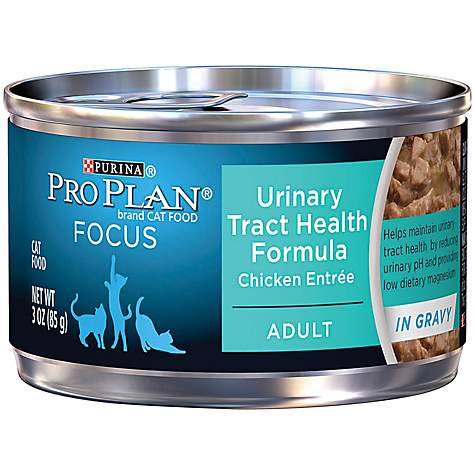 PURINA®
PRO PLAN®
brand CAT FOOD
FOCUS
CAT
FOOD
NET WT
3 OZ (85 g)
Urinary
Tract Health
Formula
Chicken Entrée
ADULT
Helps maintain urinary
tract health by reducing
urinary pH and providing
low dietary magnesium
IN GRAVY